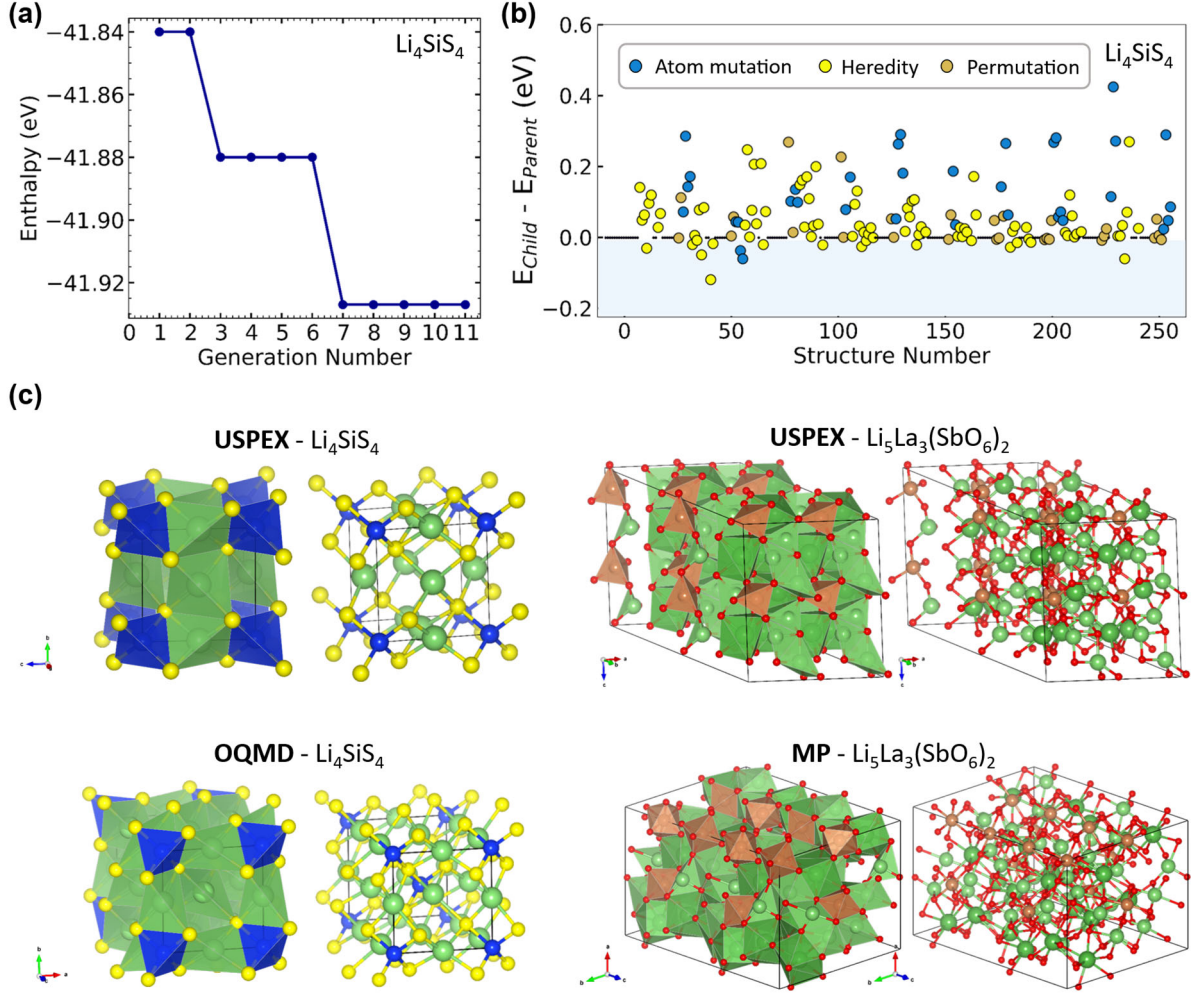 (a)
Li₄SiS₄
Enthalpy (eV)
−41.84
−41.86
−41.88
−41.90
−41.92
0 1 2 3 4 5 6 7 8 9 10 11
Generation Number
(b)
Li₄SiS₄
Atom mutation Heredity Permutation
E_Child - E_Parent (eV)
0.6
0.4
0.2
0.0
−0.2
0 50 100 150 200 250
Structure Number
(c)
USPEX - Li₄SiS₄
USPEX - Li₅La₃(SbO₆)₂
b
c
a
b
c
a
b
c
OQMD - Li₄SiS₄
MP - Li₅La₃(SbO₆)₂
b
a
a
b
c
a
b
c